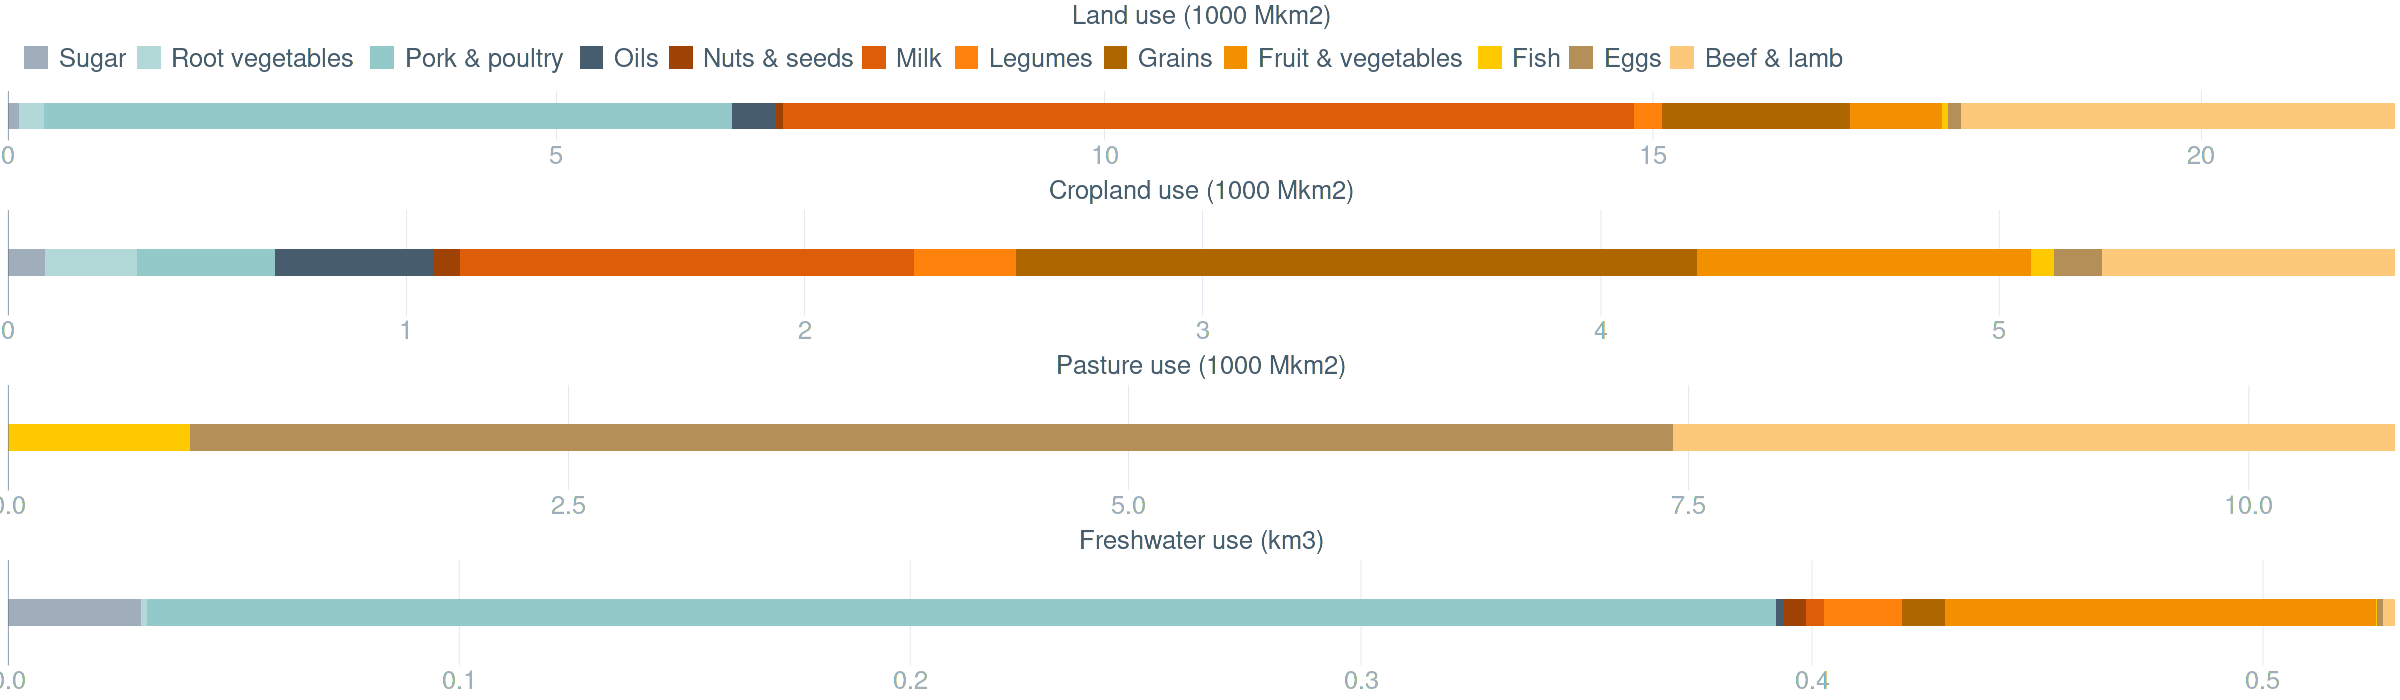 Land use (1000 Mkm2)
Sugar Root vegetables Pork & poultry Oils Nuts & seeds Milk Legumes Grains Fruit & vegetables Fish Eggs Beef & lamb
0 5 10 15 20
Cropland use (1000 Mkm2)
0 1 2 3 4 5
Pasture use (1000 Mkm2)
0.0 2.5 5.0 7.5 10.0
Freshwater use (km3)
0.0 0.1 0.2 0.3 0.4 0.5